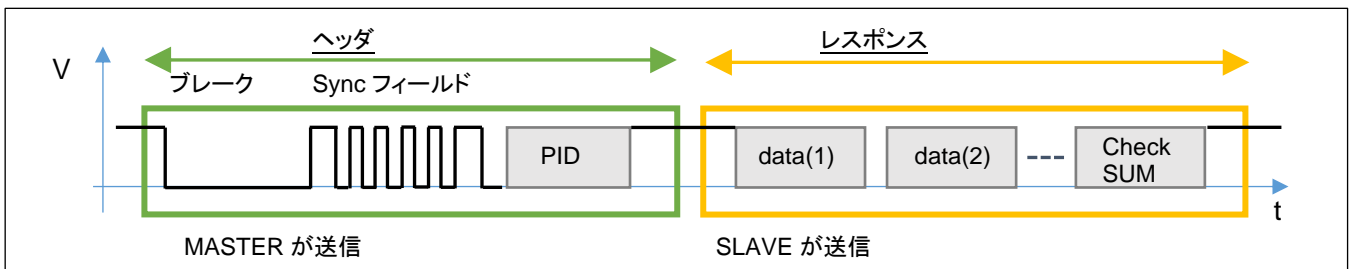 ヘッダ
レスポンス
V
ブレーク
Sync フィールド
PID
data(1)
data(2)
Check
SUM
t
MASTER が送信
SLAVE が送信